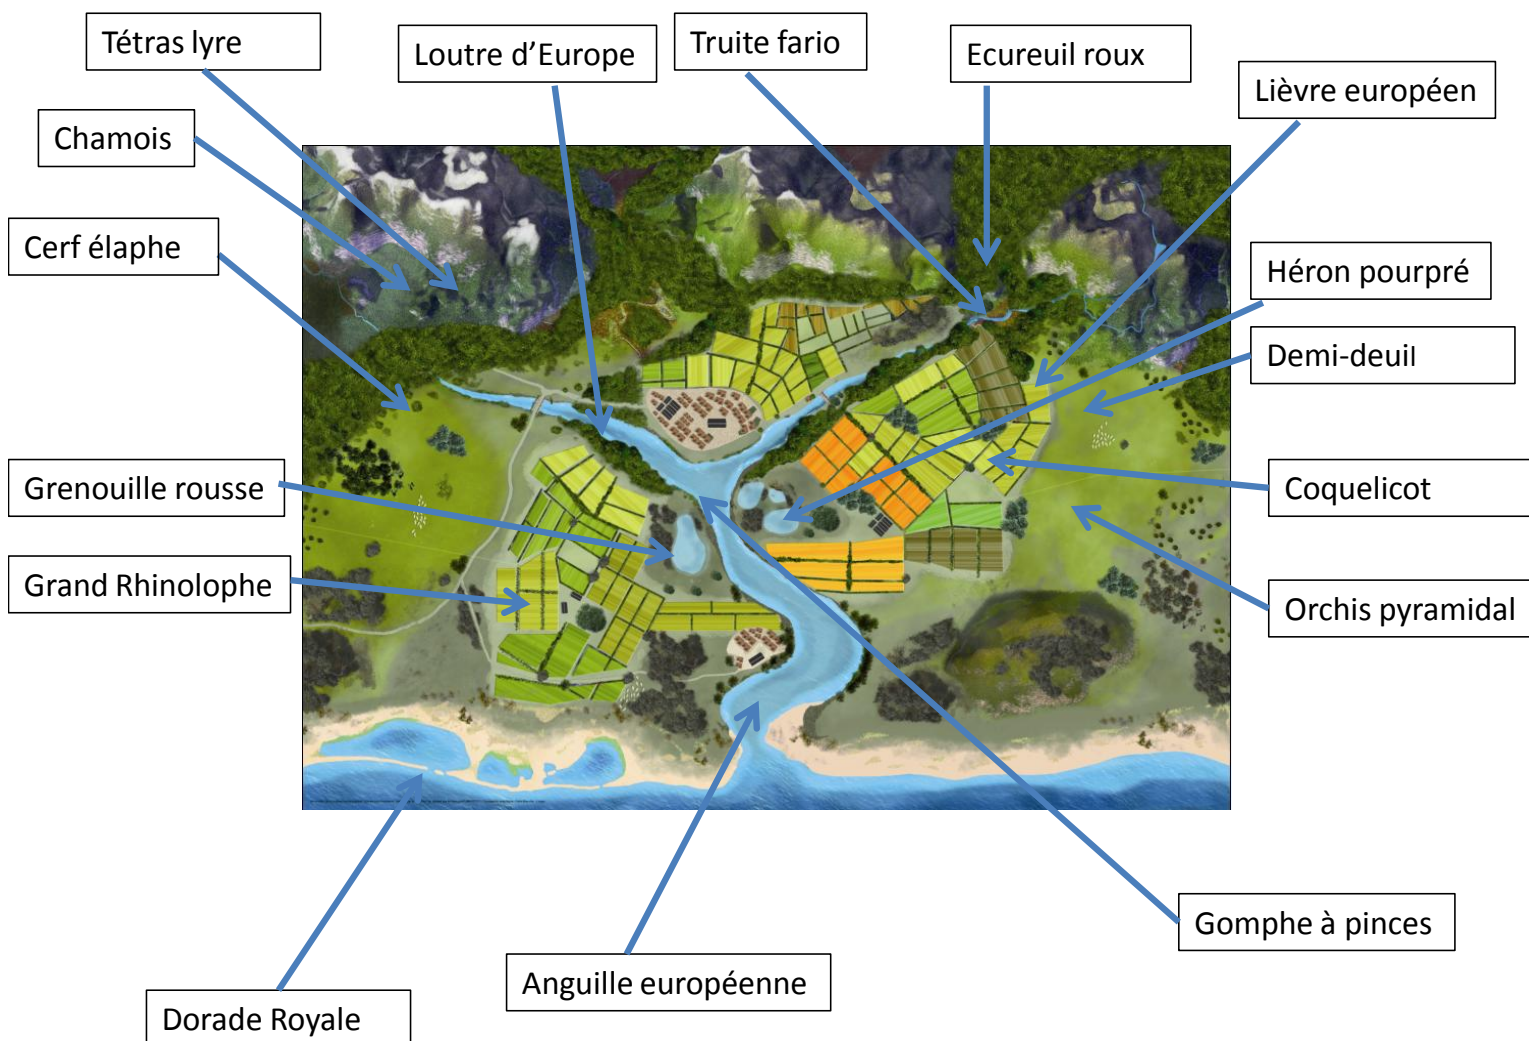 Tétras lyre
Loutre d’Europe
Truite fario
Ecureuil roux
Lièvre européen
Chamois
Cerf élaphe
Héron pourpré
Demi-deuil
Grenouille rousse
Coquelicot
Grand Rhinolophe
Orchis pyramidal
Gomphe à pinces
Anguille européenne
Dorade Royale